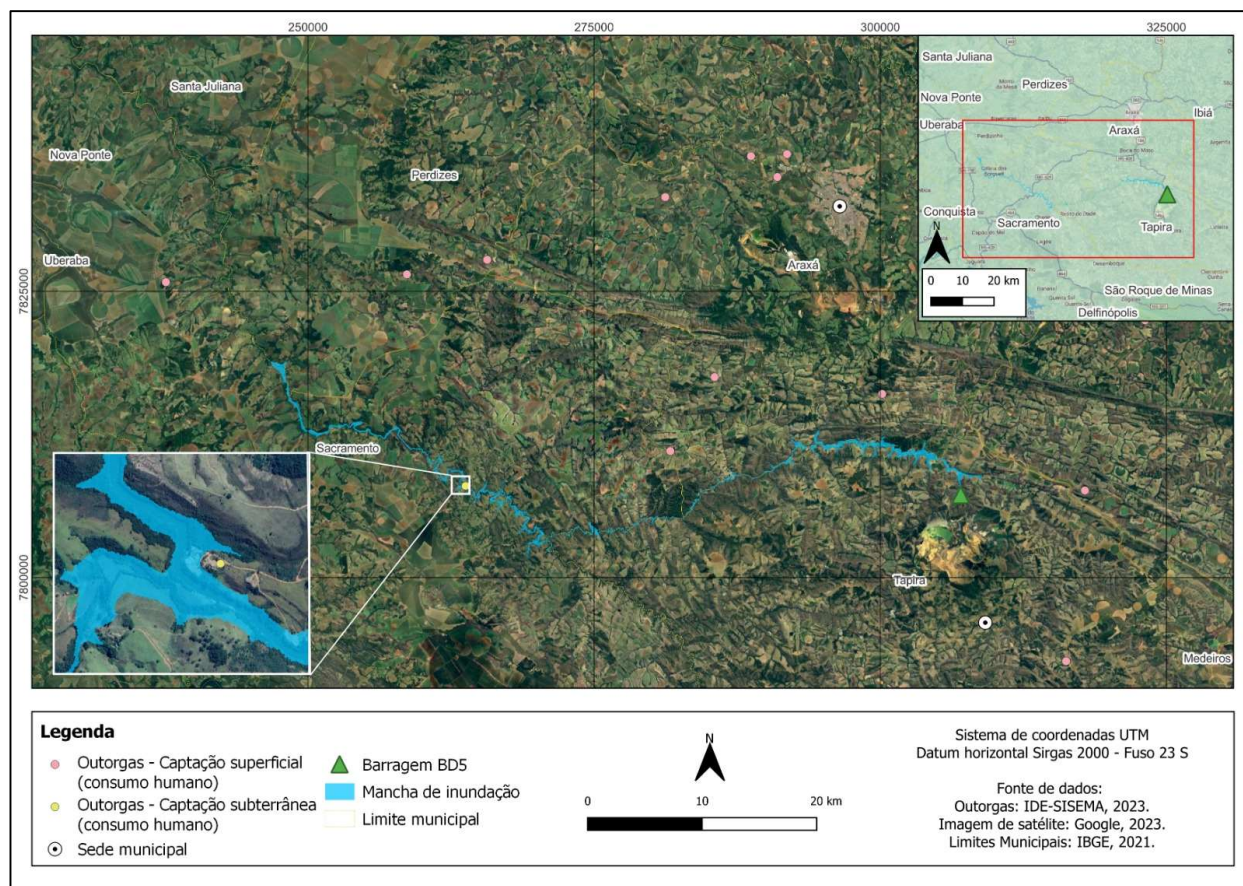 250000
275000
300000
325000
7825000
7800000
Santa Juliana
Nova Ponte
Perdizes
Uberaba
Araxá
Sacramento
Tapira
Medeiros
Santa Juliana
Perdizes
Nova Ponte
Ibiá
Uberaba
Araxá
Conquista
Sacramento
Tapira
São Roque de Minas
Delfinópolis
N
0 10 20 km
Legenda
Outorgas - Captação superficial
(consumo humano)
Outorgas - Captação subterrânea
(consumo humano)
Sede municipal
Barragem BD5
Mancha de inundação
Limite municipal
N
0 10 20 km
Sistema de coordenadas UTM
Datum horizontal Sirgas 2000 - Fuso 23 S
Fonte de dados:
Outorgas: IDE-SISEMA, 2023.
Imagem de satélite: Google, 2023.
Limites Municipais: IBGE, 2021.